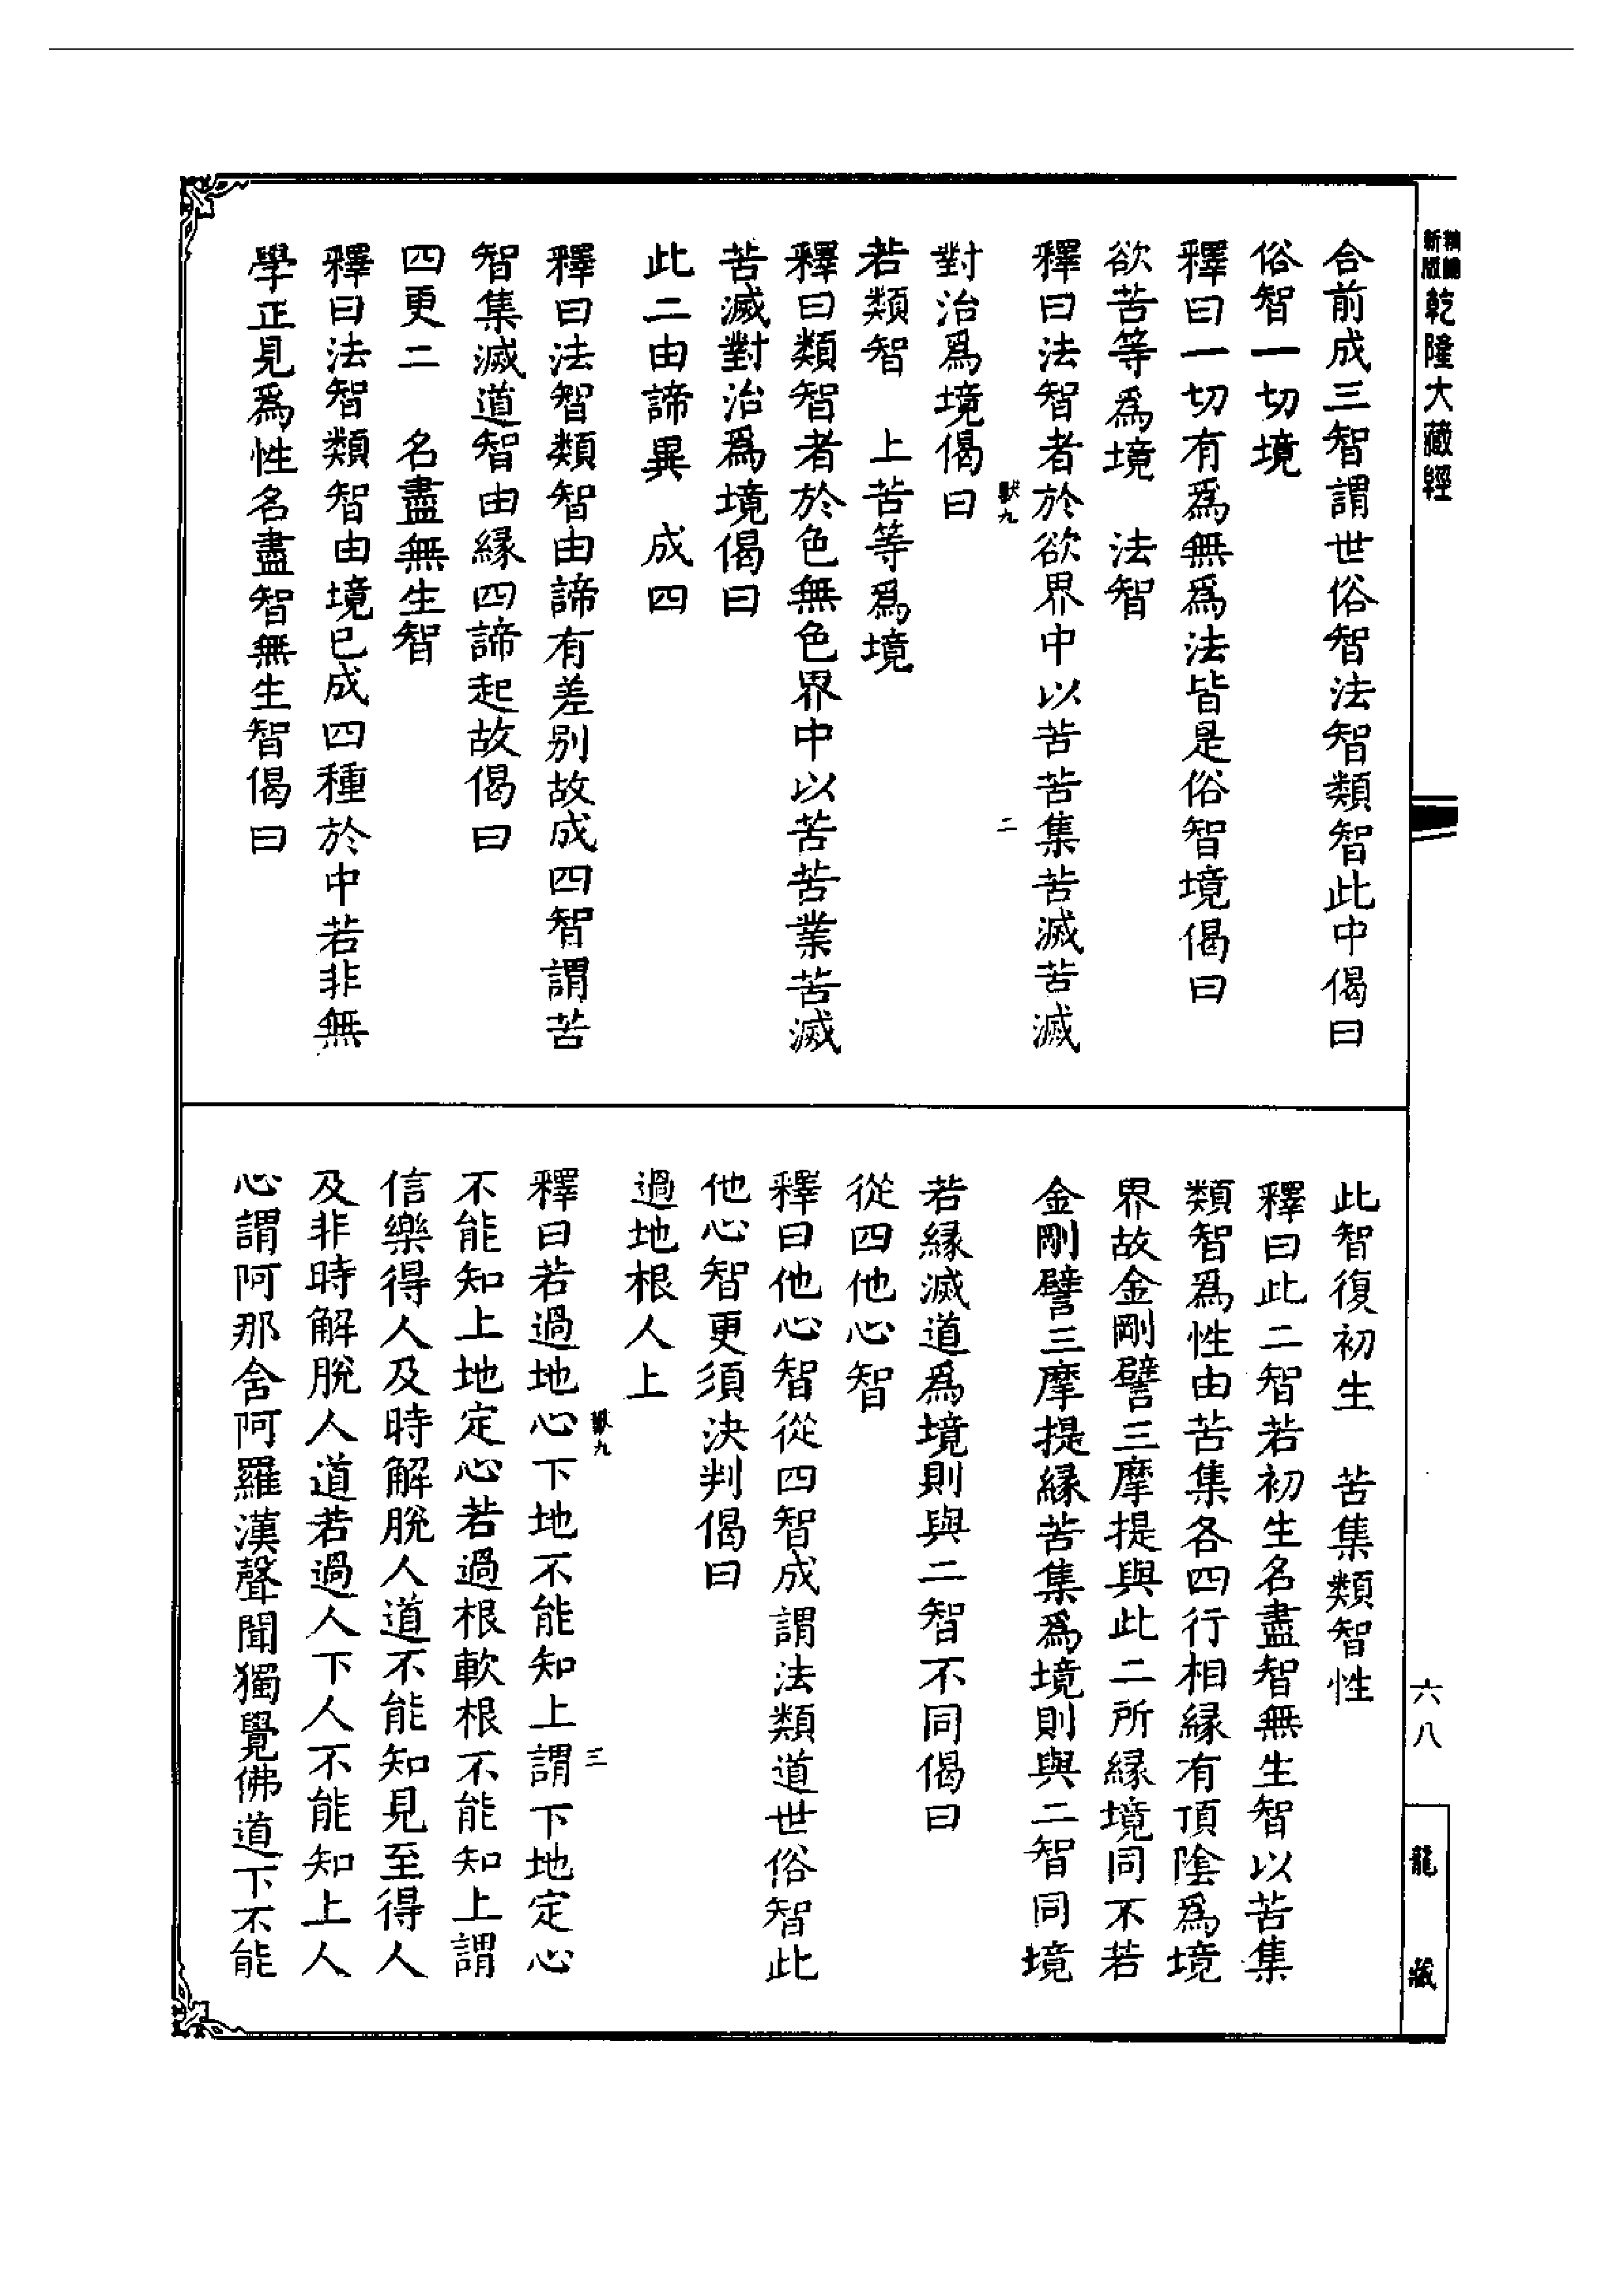 新版
乾隆大藏經
合前成三智謂世俗智法智類智此中偈曰
俗智一切境
釋曰一切有爲無爲法皆是俗智境偈曰
欲苦等爲境　法智
釋曰法智者於欲界中以苦苦集苦滅苦滅
九
二
對治爲境偈曰
若類智　上苦等爲境
釋曰類智者於色無色界中以苦苦業苦滅
苦滅對治爲境偈曰
此二由諦異　成四
釋曰法智類智由諦有差别故成四智謂苦
智集滅道智由緣四諦起故偈曰
四更二　名盡無生智
釋曰法智類智由境已成四種於中若非無
學正見爲性名盡智無生智偈曰
此智復初生　苦集類智性
釋曰此二智若初生名盡智無生智以苦集
類智爲性由苦集各四行相緣有頂陰爲境
界故金剛譬三摩提與此二所緣境同不若
金剛譬三摩提緣苦集爲境則與二智同境
若緣滅道爲境則與二智不同偈曰
從四他心智
釋曰他心智從四智成謂法類道世俗智此
他心智更須決判偈曰
過地根人上
釋曰若過地心下地不能知上謂下地定心
九
三
不能知上地定心若過根軟根不能知上謂
信樂得人及時解脫人道不能知見至得人
及非時解脫人道若過人下人不能知上人
心謂阿那含阿羅漢聲聞獨覺佛道下不能
六八
龍藏